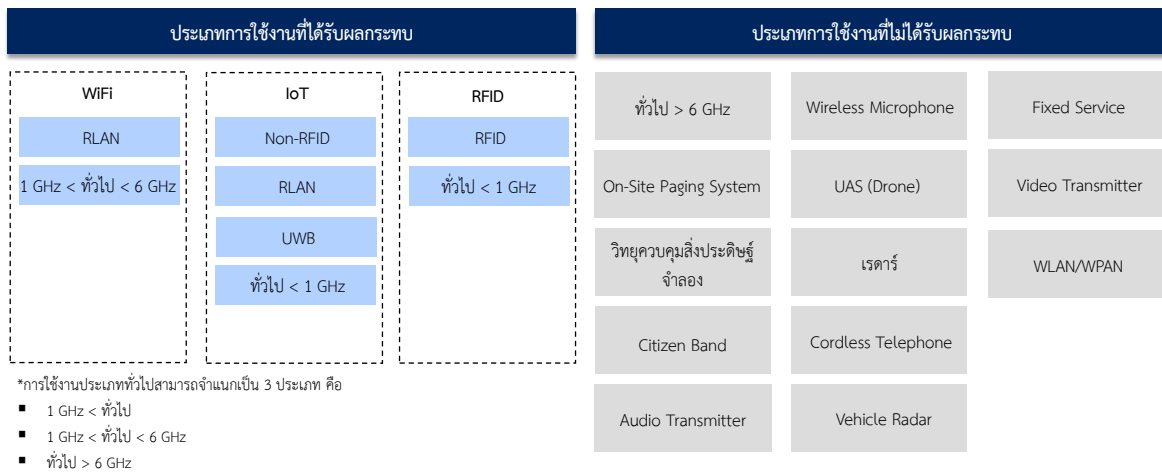 ประเภทการใช้งานที่ได้รับผลกระทบ
WiFi
RLAN
1 GHz < ทั่วไป < 6 GHz
IoT
Non-RFID
RLAN
UWB
ทั่วไป < 1 GHz
RFID
RFID
ทั่วไป < 1 GHz
*การใช้งานประเภททั่วไปสามารถจำแนกเป็น 3 ประเภท คือ
▪ 1 GHz < ทั่วไป
▪ 1 GHz < ทั่วไป < 6 GHz
▪ ทั่วไป > 6 GHz
ประเภทการใช้งานที่ไม่ได้รับผลกระทบ
ทั่วไป > 6 GHz
Wireless Microphone
Fixed Service
On-Site Paging System
UAS (Drone)
Video Transmitter
วิทยุควบคุมสิ่งประดิษฐ์
จำลอง
เรดาร์
WLAN/WPAN
Citizen Band
Cordless Telephone
Audio Transmitter
Vehicle Radar